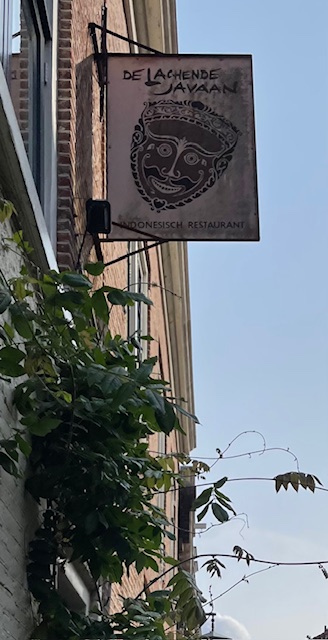 DE LACHENDE
JAVAAN
INDONESISCH RESTAURANT